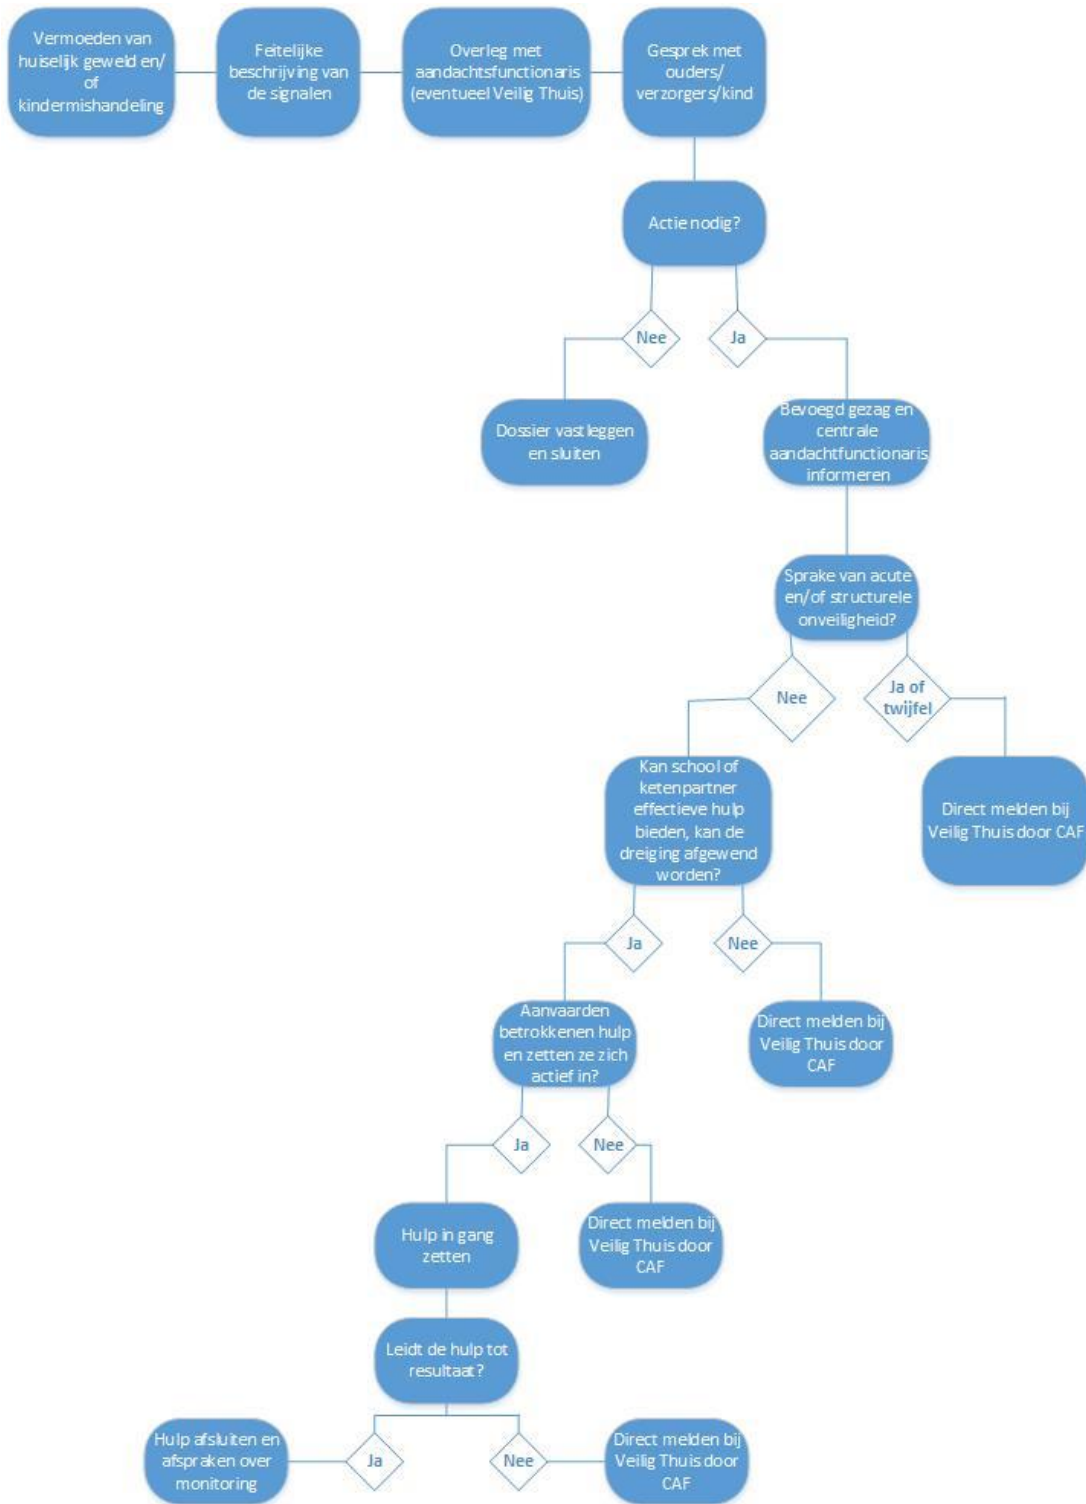 Vermoeden van
huiselijk geweld en/
of
kindermishandeling
Feitelijke
beschrijving van
de signalen
Overleg met
aandachtsfunctionaris
(eventueel Veilig Thuis)
Gesprek met
ouders/
verzorgers/kind
Actie nodig?
Nee
Ja
Dossier vastleggen
en sluiten
Bevoegd gezag en
centrale
aandachtfunctionaris
informeren
Sprake van acute
en/of structurele
onveiligheid?
Nee
Ja of
twijfel
Kan school of
ketenpartner
effectieve hulp
bieden, kan de
dreiging afgewend
worden?
Direct melden bij
Veilig Thuis door CAF
Ja
Nee
Aanvaarden
betrokkenen hulp
en zetten ze zich
actief in?
Direct melden bij
Veilig Thuis door
CAF
Ja
Nee
Hulp in gang
zetten
Direct melden bij
Veilig Thuis door
CAF
Leidt de hulp tot
resultaat?
Hulp afsluiten en
afspraken over
monitoring
Ja
Nee
Direct melden bij
Veilig Thuis door
CAF